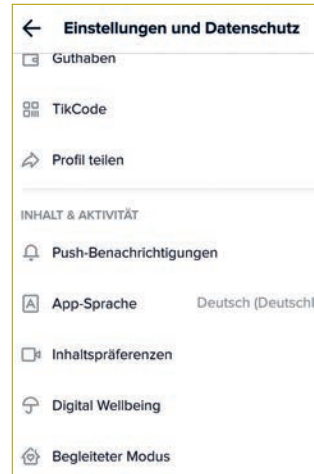 Einstellungen und Datenschutz
Guthaben
TikCode
Profil teilen
INHALT & AKTIVITÄT
Push-Benachrichtigungen
App-Sprache Deutsch (Deutschl
Inhaltspräferenzen
Digital Wellbeing
Begleiteter Modus